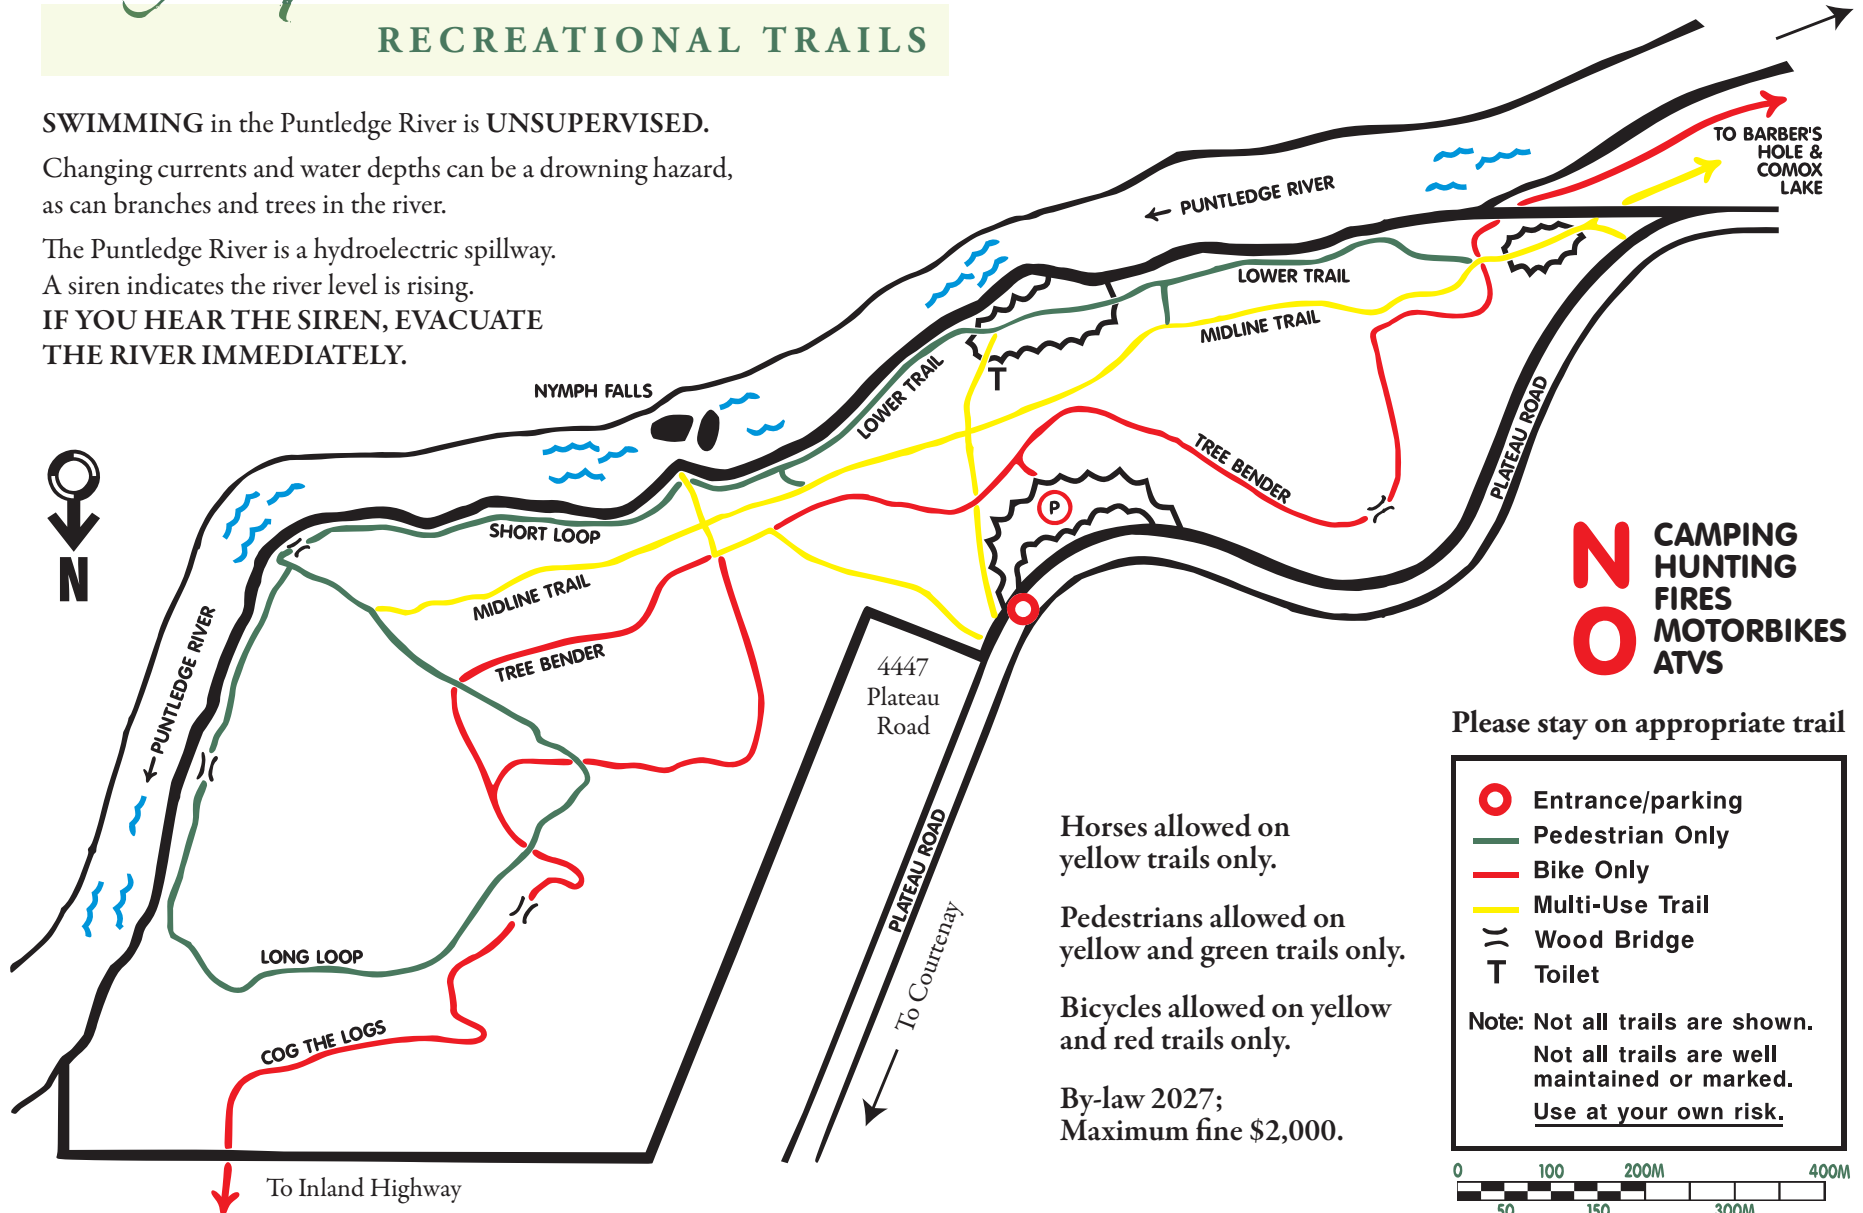 RECREATIONAL TRAILS
SWIMMING in the Puntledge River is UNSUPERVISED.
Changing currents and water depths can be a drowning hazard,
as can branches and trees in the river.
The Puntledge River is a hydroelectric spillway.
A siren indicates the river level is rising.
IF YOU HEAR THE SIREN, EVACUATE
THE RIVER IMMEDIATELY.
TO BARBER'S
HOLE &
COMOX
LAKE
PUNTLEDGE RIVER
LOWER TRAIL
MIDLINE TRAIL
NYMPH FALLS
LOWER TRAIL
T
PLATEAU ROAD
TREE BENDER
P
N
SHORT LOOP
MIDLINE TRAIL
TREE BENDER
PUNTLEDGE RIVER
4447
Plateau
Road
NO
CAMPING
HUNTING
FIRES
MOTORBIKES
ATVS
Please stay on appropriate trail
Entrance/parking
Pedestrian Only
Bike Only
Multi-Use Trail
Wood Bridge
T Toilet
Note: Not all trails are shown.
Not all trails are well
maintained or marked.
Use at your own risk.
0 100 200M 400M
50 150 300M
Horses allowed on
yellow trails only.
Pedestrians allowed on
yellow and green trails only.
Bicycles allowed on yellow
and red trails only.
By-law 2027;
Maximum fine $2,000.
PLATEAU ROAD
To Courtenay
LONG LOOP
COG THE LOGS
To Inland Highway